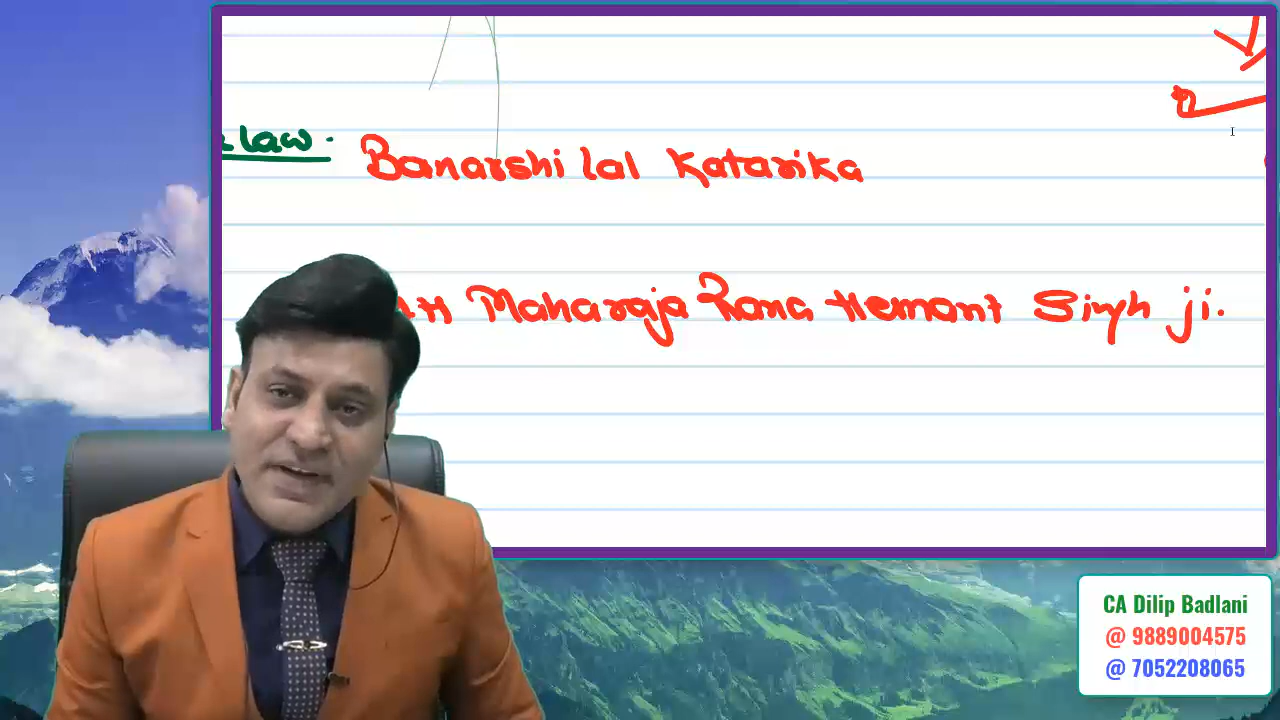 law.
Banarshi lal Katarika
Maharaja Rana Hemant Singh ji.
CA Dilip Badlani
@ 9889004575
@ 7052208065